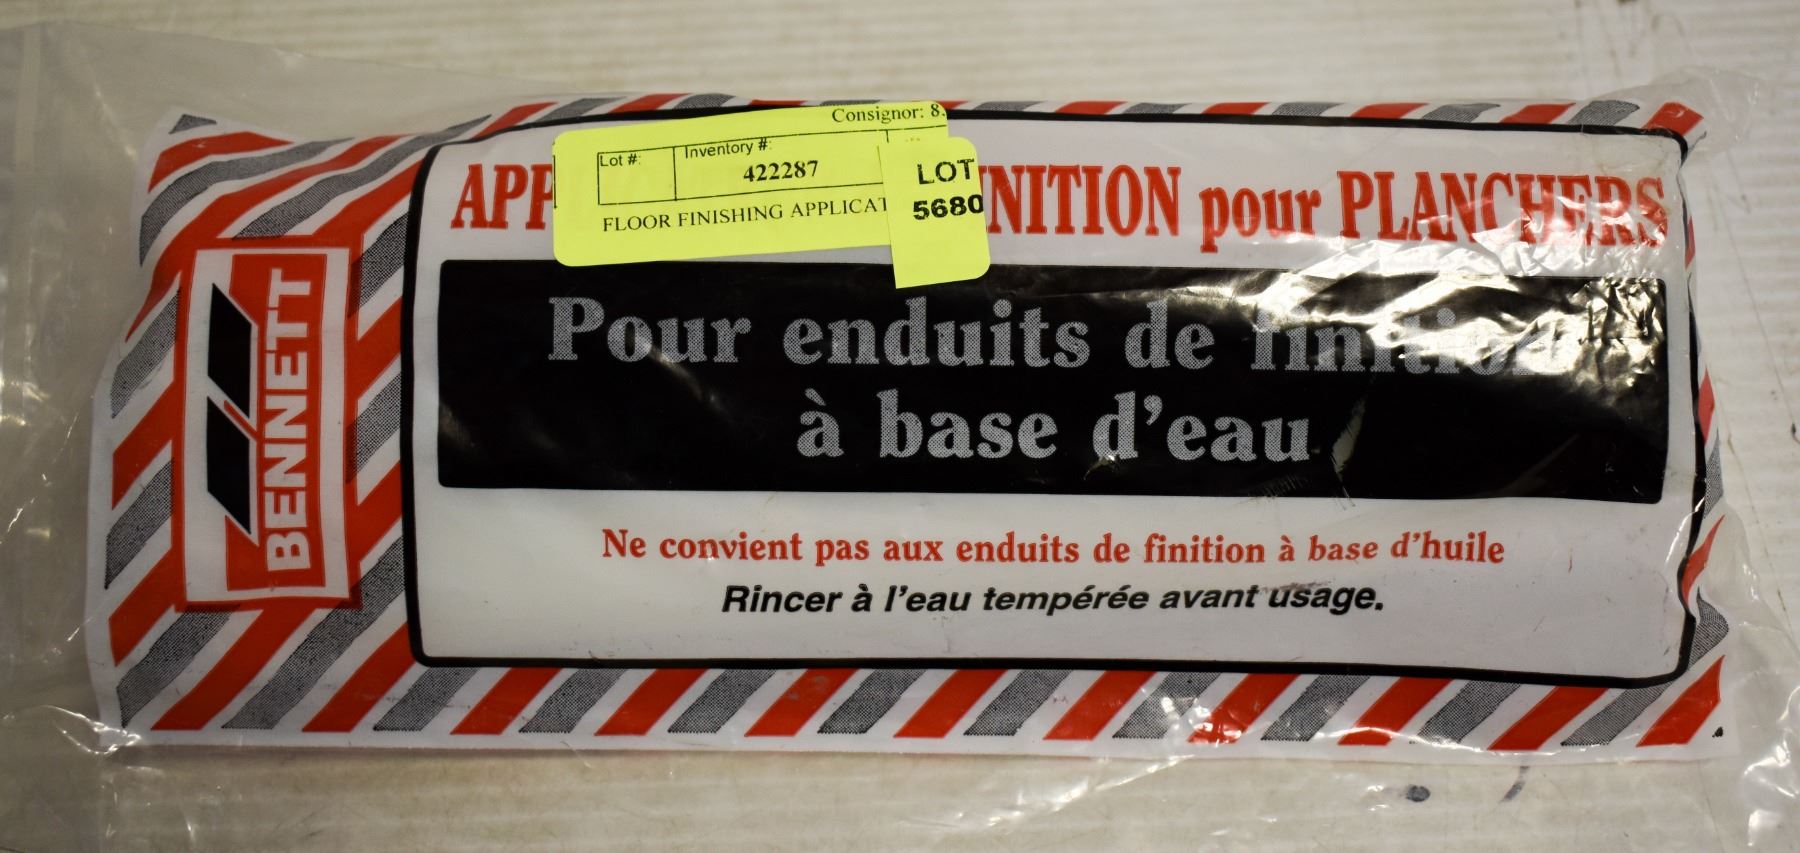 Consignor: 8.
Lot #: Inventory #:
422287
FLOOR FINISHING APPLICAT
LOT
5680
APP NITION pour PLANCHERS
BENNETT
Pour enduits de finition
à base d'eau
Ne convient pas aux enduits de finition à base d'huile
Rincer à l'eau tempérée avant usage.